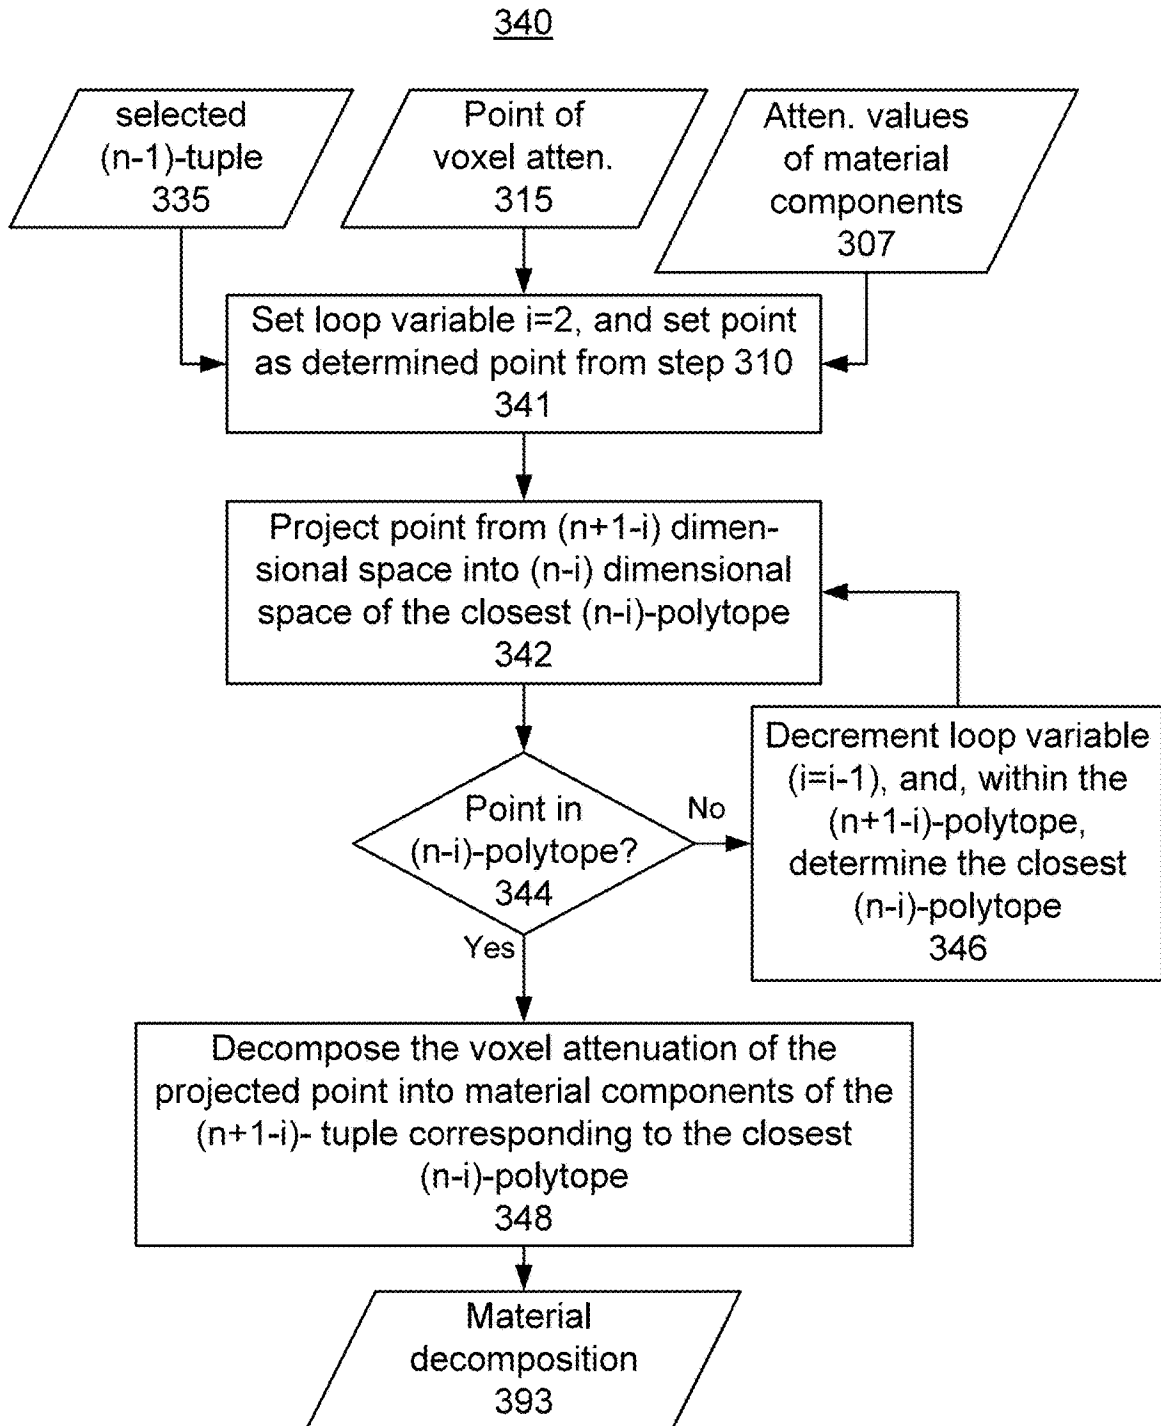 340
selected
(n-1)-tuple
335
Point of
voxel atten.
315
Atten. values
of material
components
307
Set loop variable i=2, and set point
as determined point from step 310
341
Project point from (n+1-i) dimen-
sional space into (n-i) dimensional
space of the closest (n-i)-polytope
342
Point in
(n-i)-polytope?
344
No
Decrement loop variable
(i=i-1), and, within the
(n+1-i)-polytope,
determine the closest
(n-i)-polytope
346
Yes
Decompose the voxel attenuation of the
projected point into material components of the
(n+1-i)- tuple corresponding to the closest
(n-i)-polytope
348
Material
decomposition
393